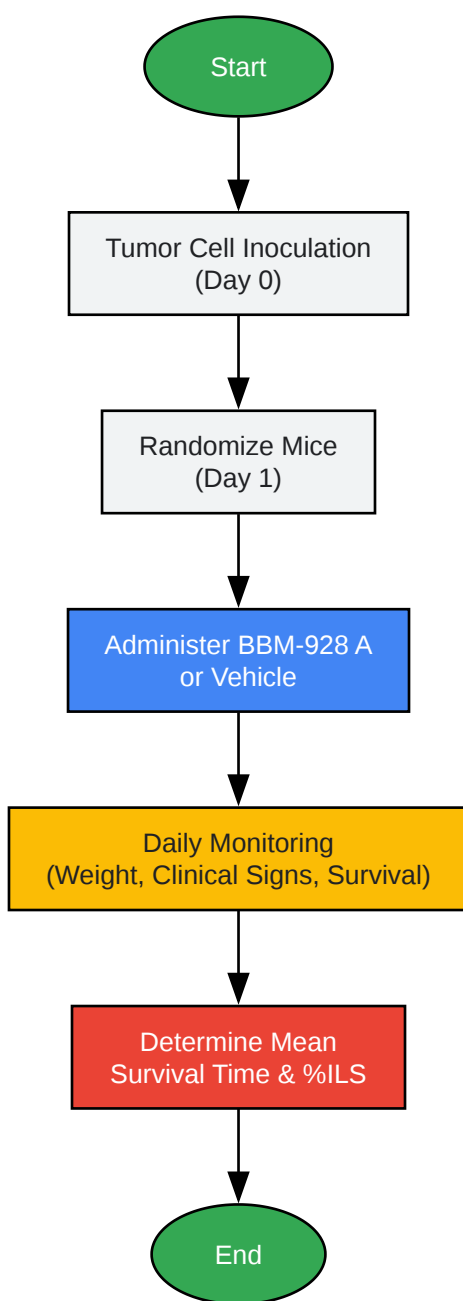 Start
Tumor Cell Inoculation
(Day 0)
Randomize Mice
(Day 1)
Administer BBM-928 A
or Vehicle
Daily Monitoring
(Weight, Clinical Signs, Survival)
Determine Mean
Survival Time & %ILS
End